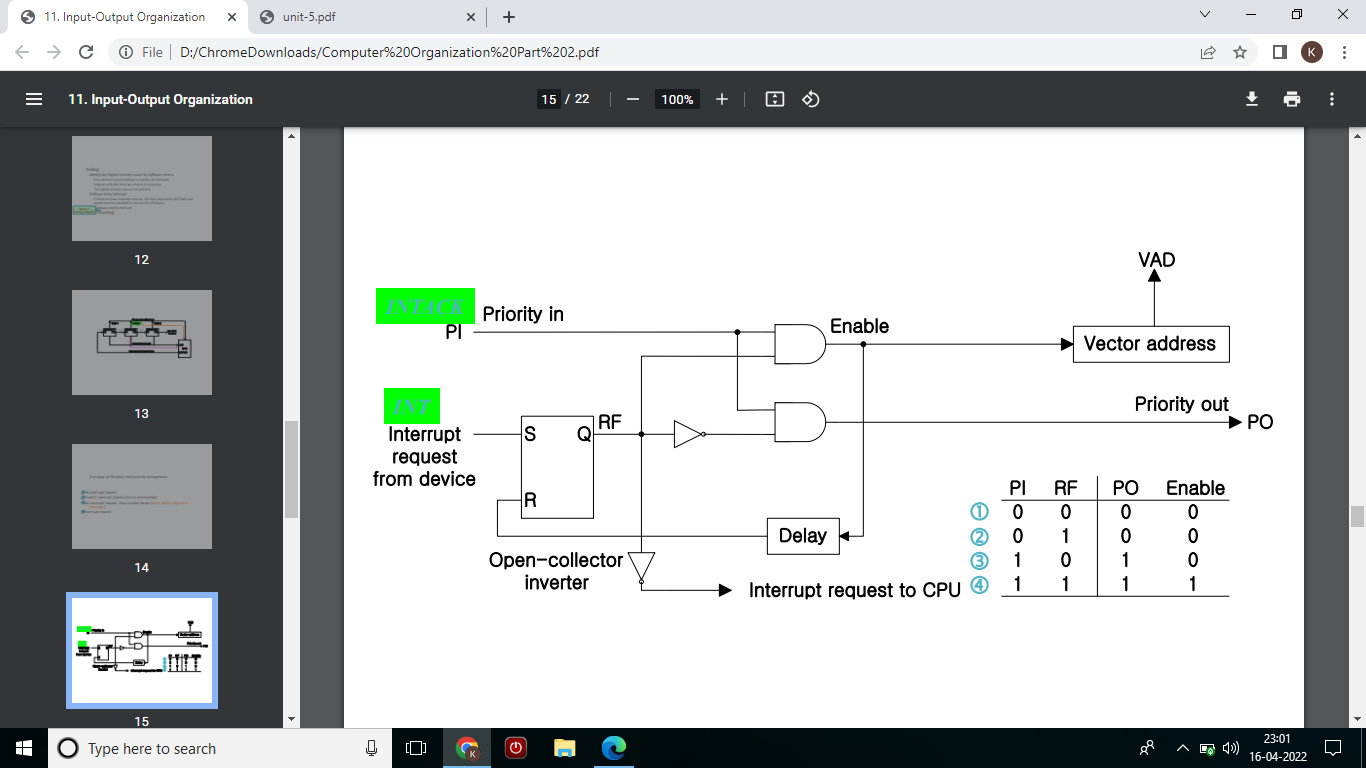 11. Input-Output Organization
unit-5.pdf
File
D:/ChromeDownloads/Computer%20Organization%20Part%202.pdf
K
11. Input-Output Organization
15 / 22
100%
12
13
14
15
INTACK
Priority in
PI
Enable
VAD
Vector address
INT
Interrupt
request
from device
S
Q
R
RF
Priority out
PO
Delay
Open-collector
inverter
Interrupt request to CPU
PI RF PO Enable
① 0 0 0 0
② 0 1 0 0
③ 1 0 1 0
④ 1 1 1 1
Type here to search
K
23:01
16-04-2022